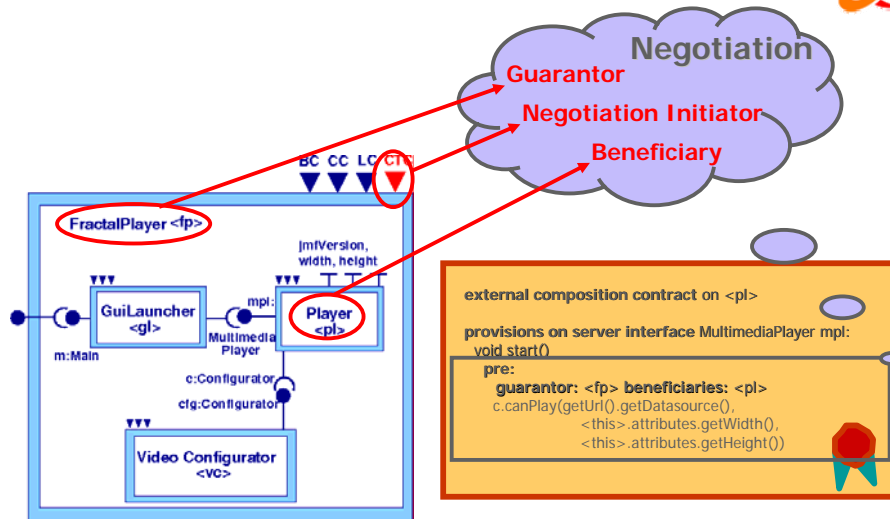 Negotiation
Guarantor
Negotiation Initiator
Beneficiary
BC CC LC CTC
FractalPlayer <fp>
jmfVersion,
width, height
GuiLauncher
<gl>
mpl:
Player
<pl>
Multimedia
Player
m:Main
c:Configurator
cfg:Configurator
Video Configurator
<vc>
external composition contract on <pl>
provisions on server interface MultimediaPlayer mpl:
void start()
pre:
guarantor: <fp> beneficiaries: <pl>
c.canPlay(getUrl().getDatasource(),
<this>.attributes.getWidth(),
<this>.attributes.getHeight())